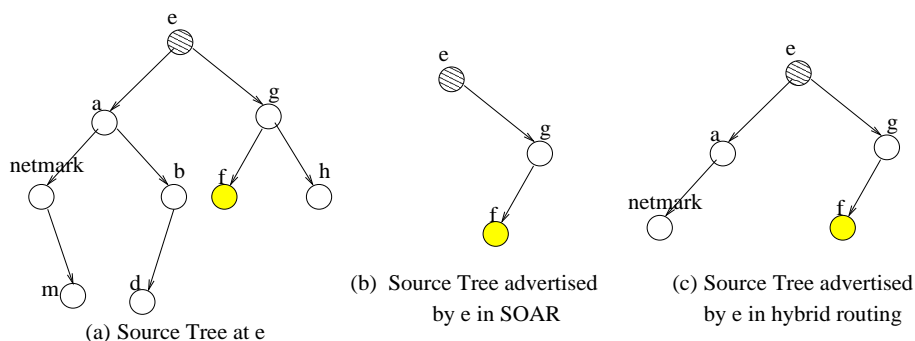 e
a
g
netmark
b
f
h
m
d
(a) Source Tree at e
e
g
f
(b) Source Tree advertised
by e in SOAR
e
a
g
netmark
f
(c) Source Tree advertised
by e in hybrid routing